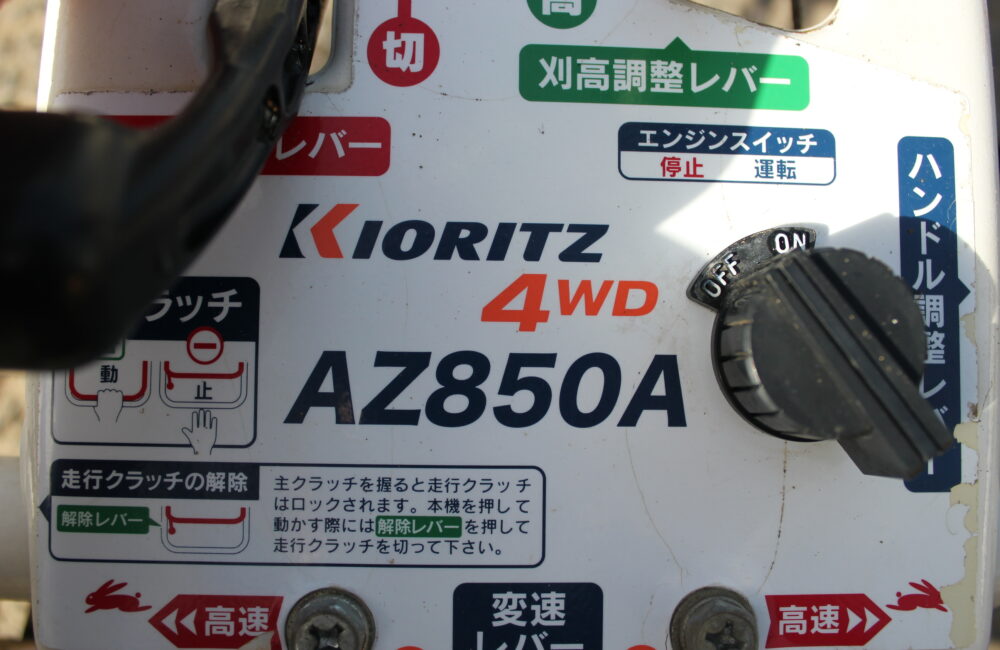 切
高
刈高調整レバー
レバー
エンジンスイッチ
停止 運転
KIORITZ
4WD
AZ850A
OFF ON
ハンドル調整レバー
ラッチ
動
止
走行クラッチの解除
解除レバー
主クラッチを握ると走行クラッチ
はロックされます。本機を押して
動かす際には解除レバーを押して
走行クラッチを切って下さい。
高速
変速
レバー
高速